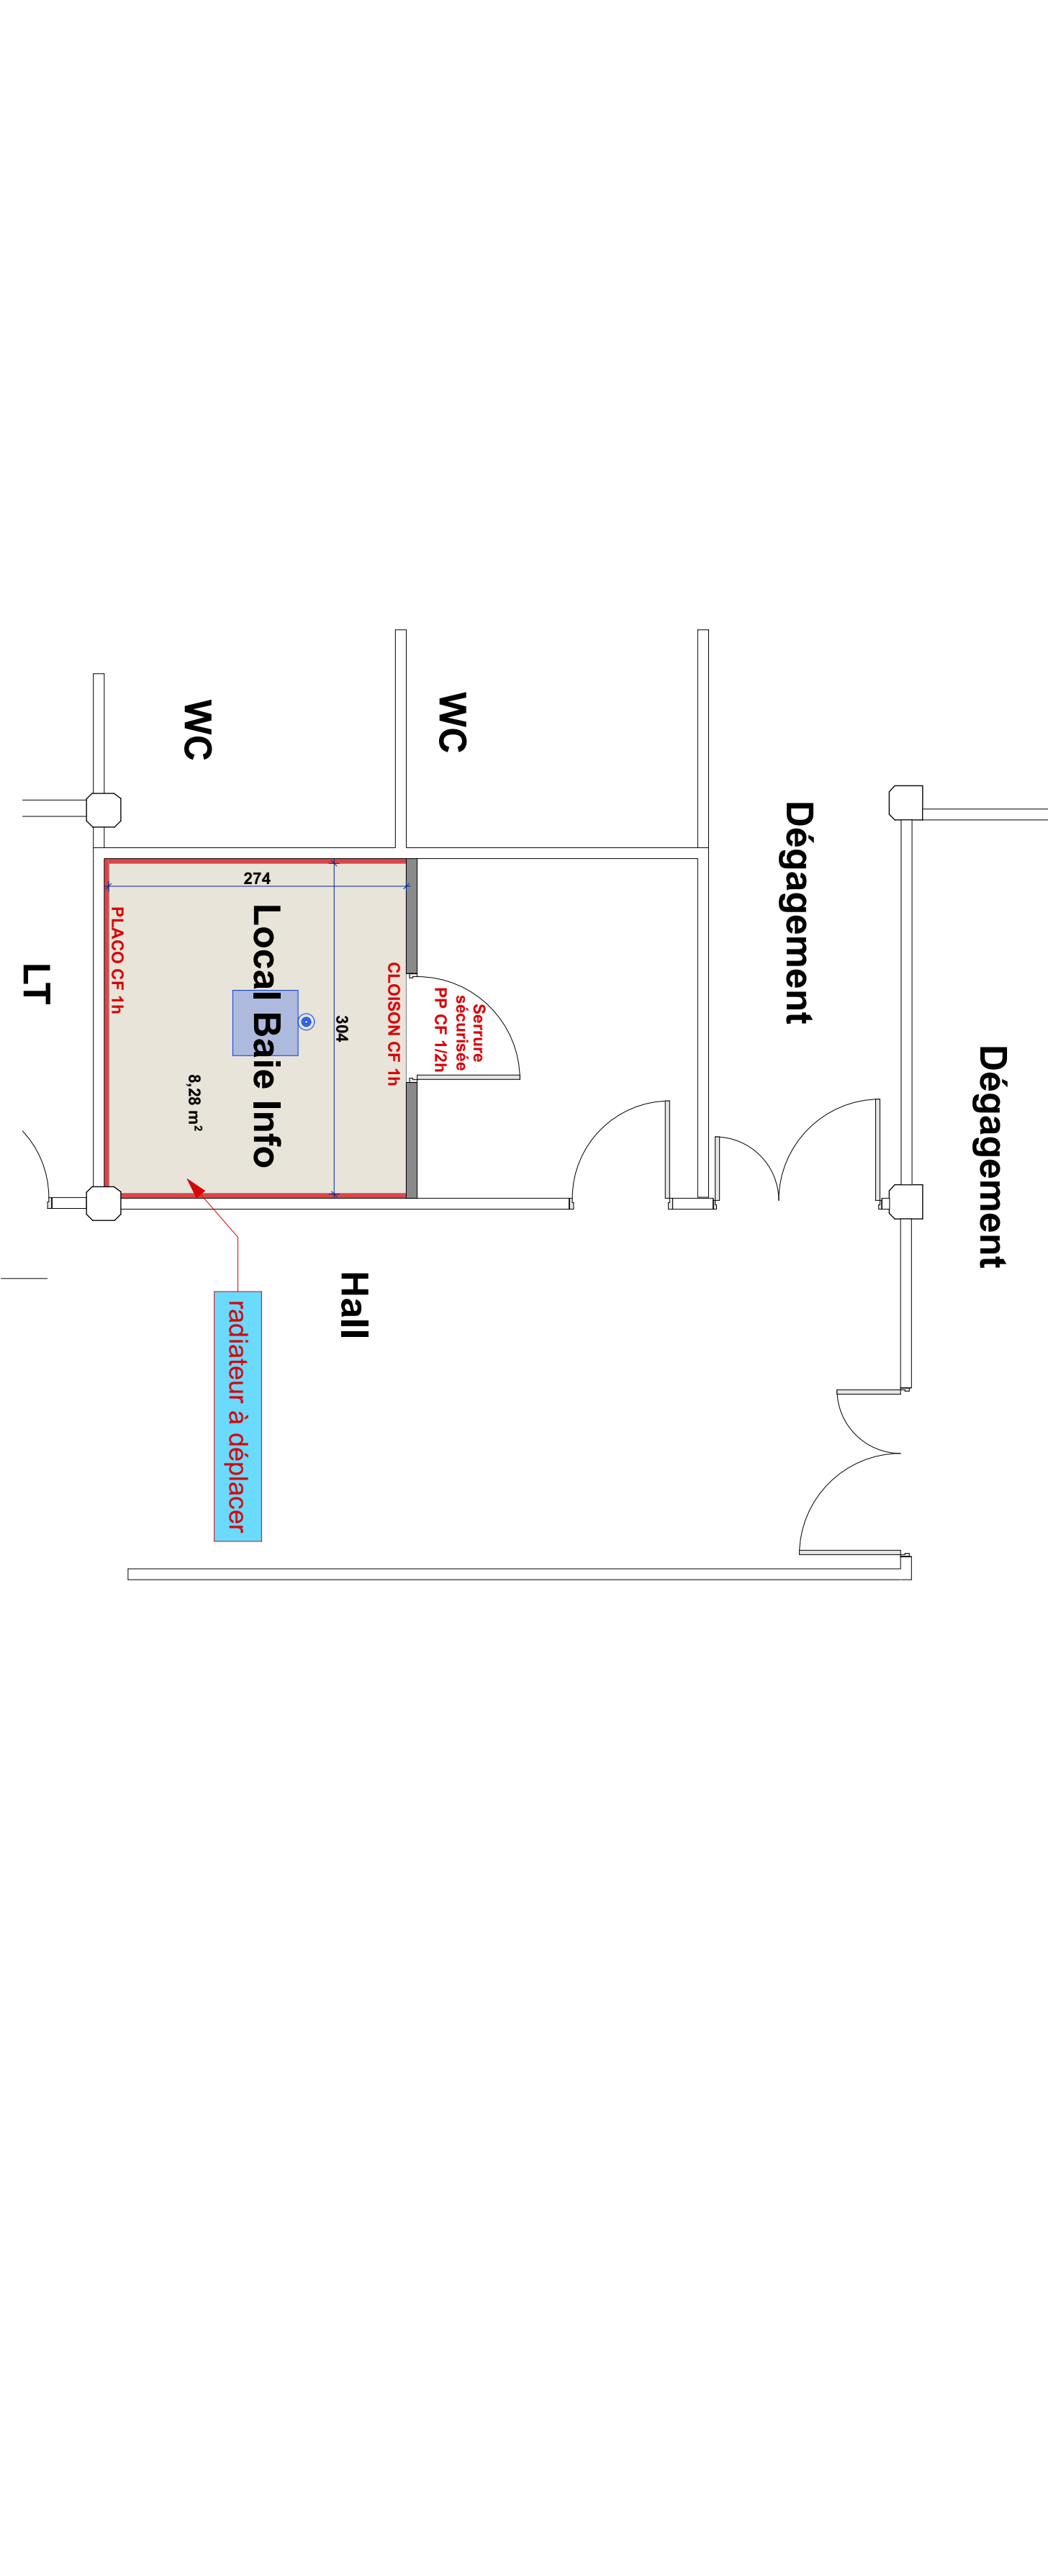 Dégagement
Dégagement
WC
WC
Serrure
sécurisée
PP CF 1/2h
CLOISON CF 1h
304
274
Local Baie Info
8,28 m²
PLACO CF 1h
Hall
radiateur à déplacer
LT